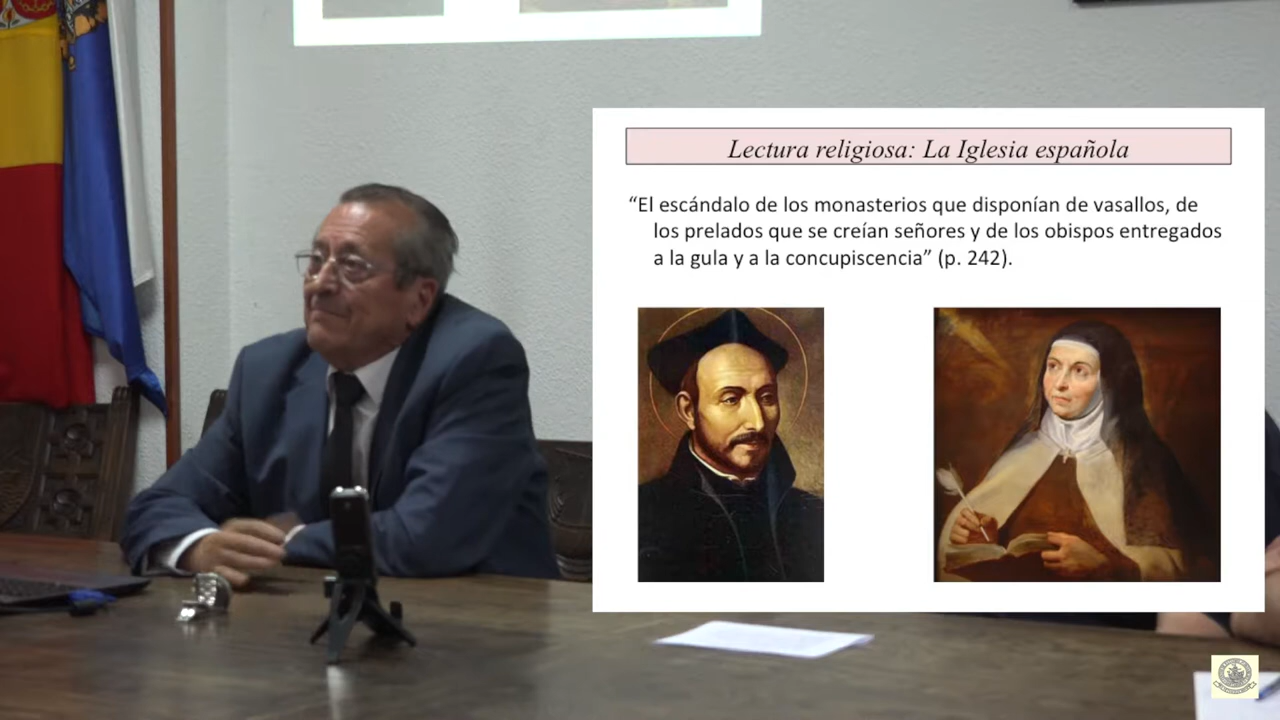 Lectura religiosa: La Iglesia española
“El escándalo de los monasterios que disponían de vasallos, de
los prelados que se creían señores y de los obispos entregados
a la gula y a la concupiscencia” (p. 242).